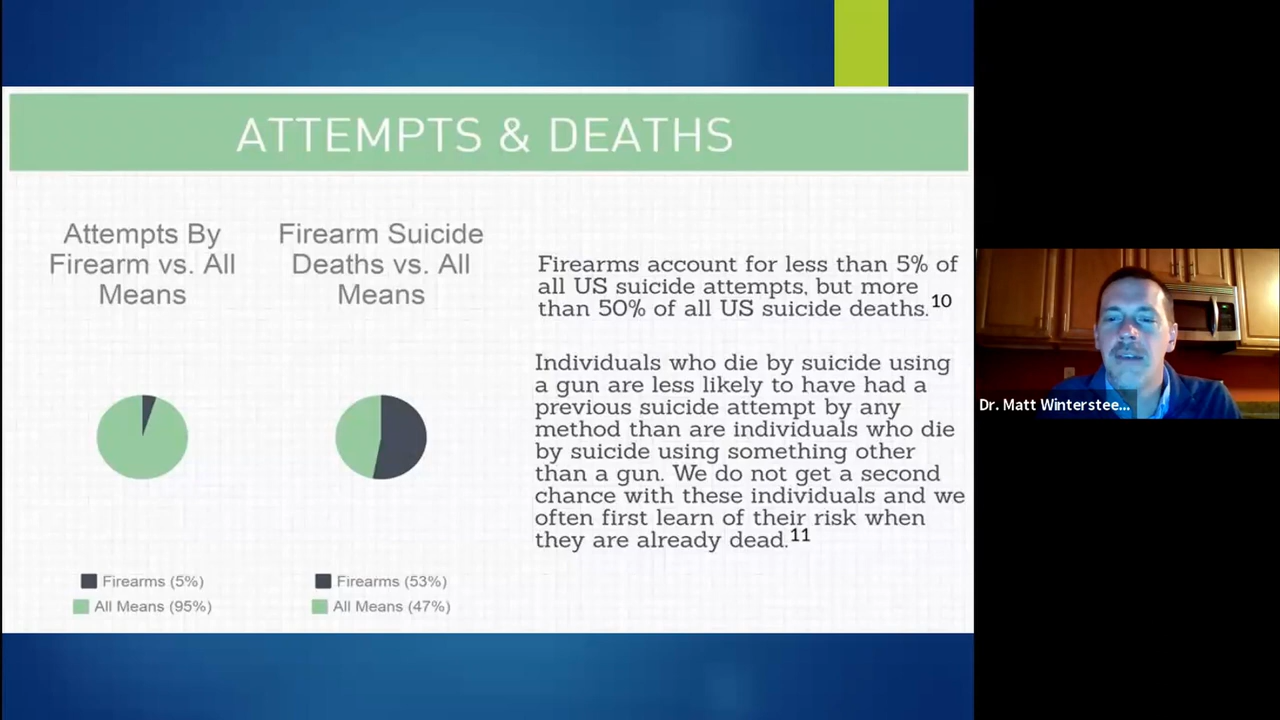 ATTEMPTS & DEATHS
Attempts By
Firearm vs. All
Means
Firearm Suicide
Deaths vs. All
Means
Firearms (5%)
All Means (95%)
Firearms (53%)
All Means (47%)
Firearms account for less than 5% of
all US suicide attempts, but more
than 50% of all US suicide deaths.10
Individuals who die by suicide using
a gun are less likely to have had a
previous suicide attempt by any
method than are individuals who die
by suicide using something other
than a gun. We do not get a second
chance with these individuals and we
often first learn of their risk when
they are already dead.11
Dr. Matt Winterstee...